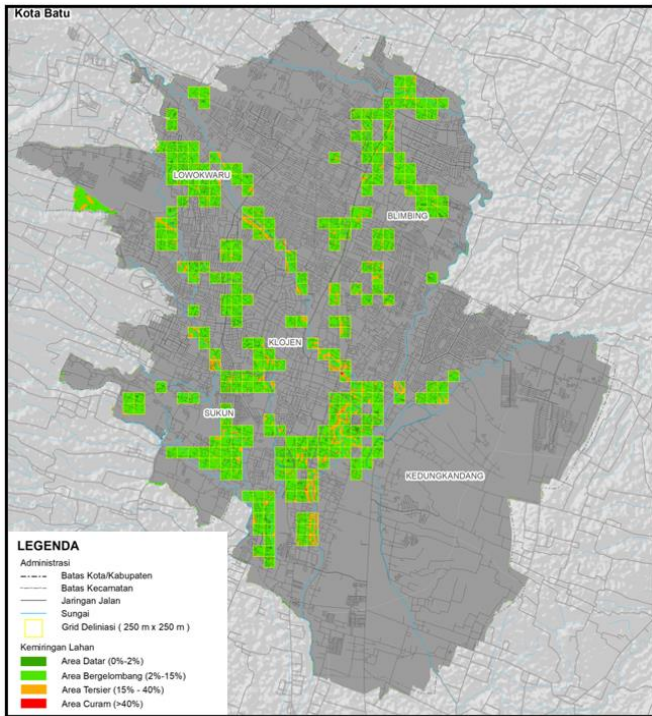 Kota Batu
LOWOKWARU
BLIMBING
KLOJEN
SUKUN
KEDUNGKANDANG
LEGENDA
Administrasi
Batas Kota/Kabupaten
Batas Kecamatan
Jaringan Jalan
Sungai
Grid Deliniasi ( 250 m x 250 m )
Kemiringan Lahan
Area Datar (0%-2%)
Area Bergelombang (2%-15%)
Area Tersier (15% - 40%)
Area Curam (>40%)